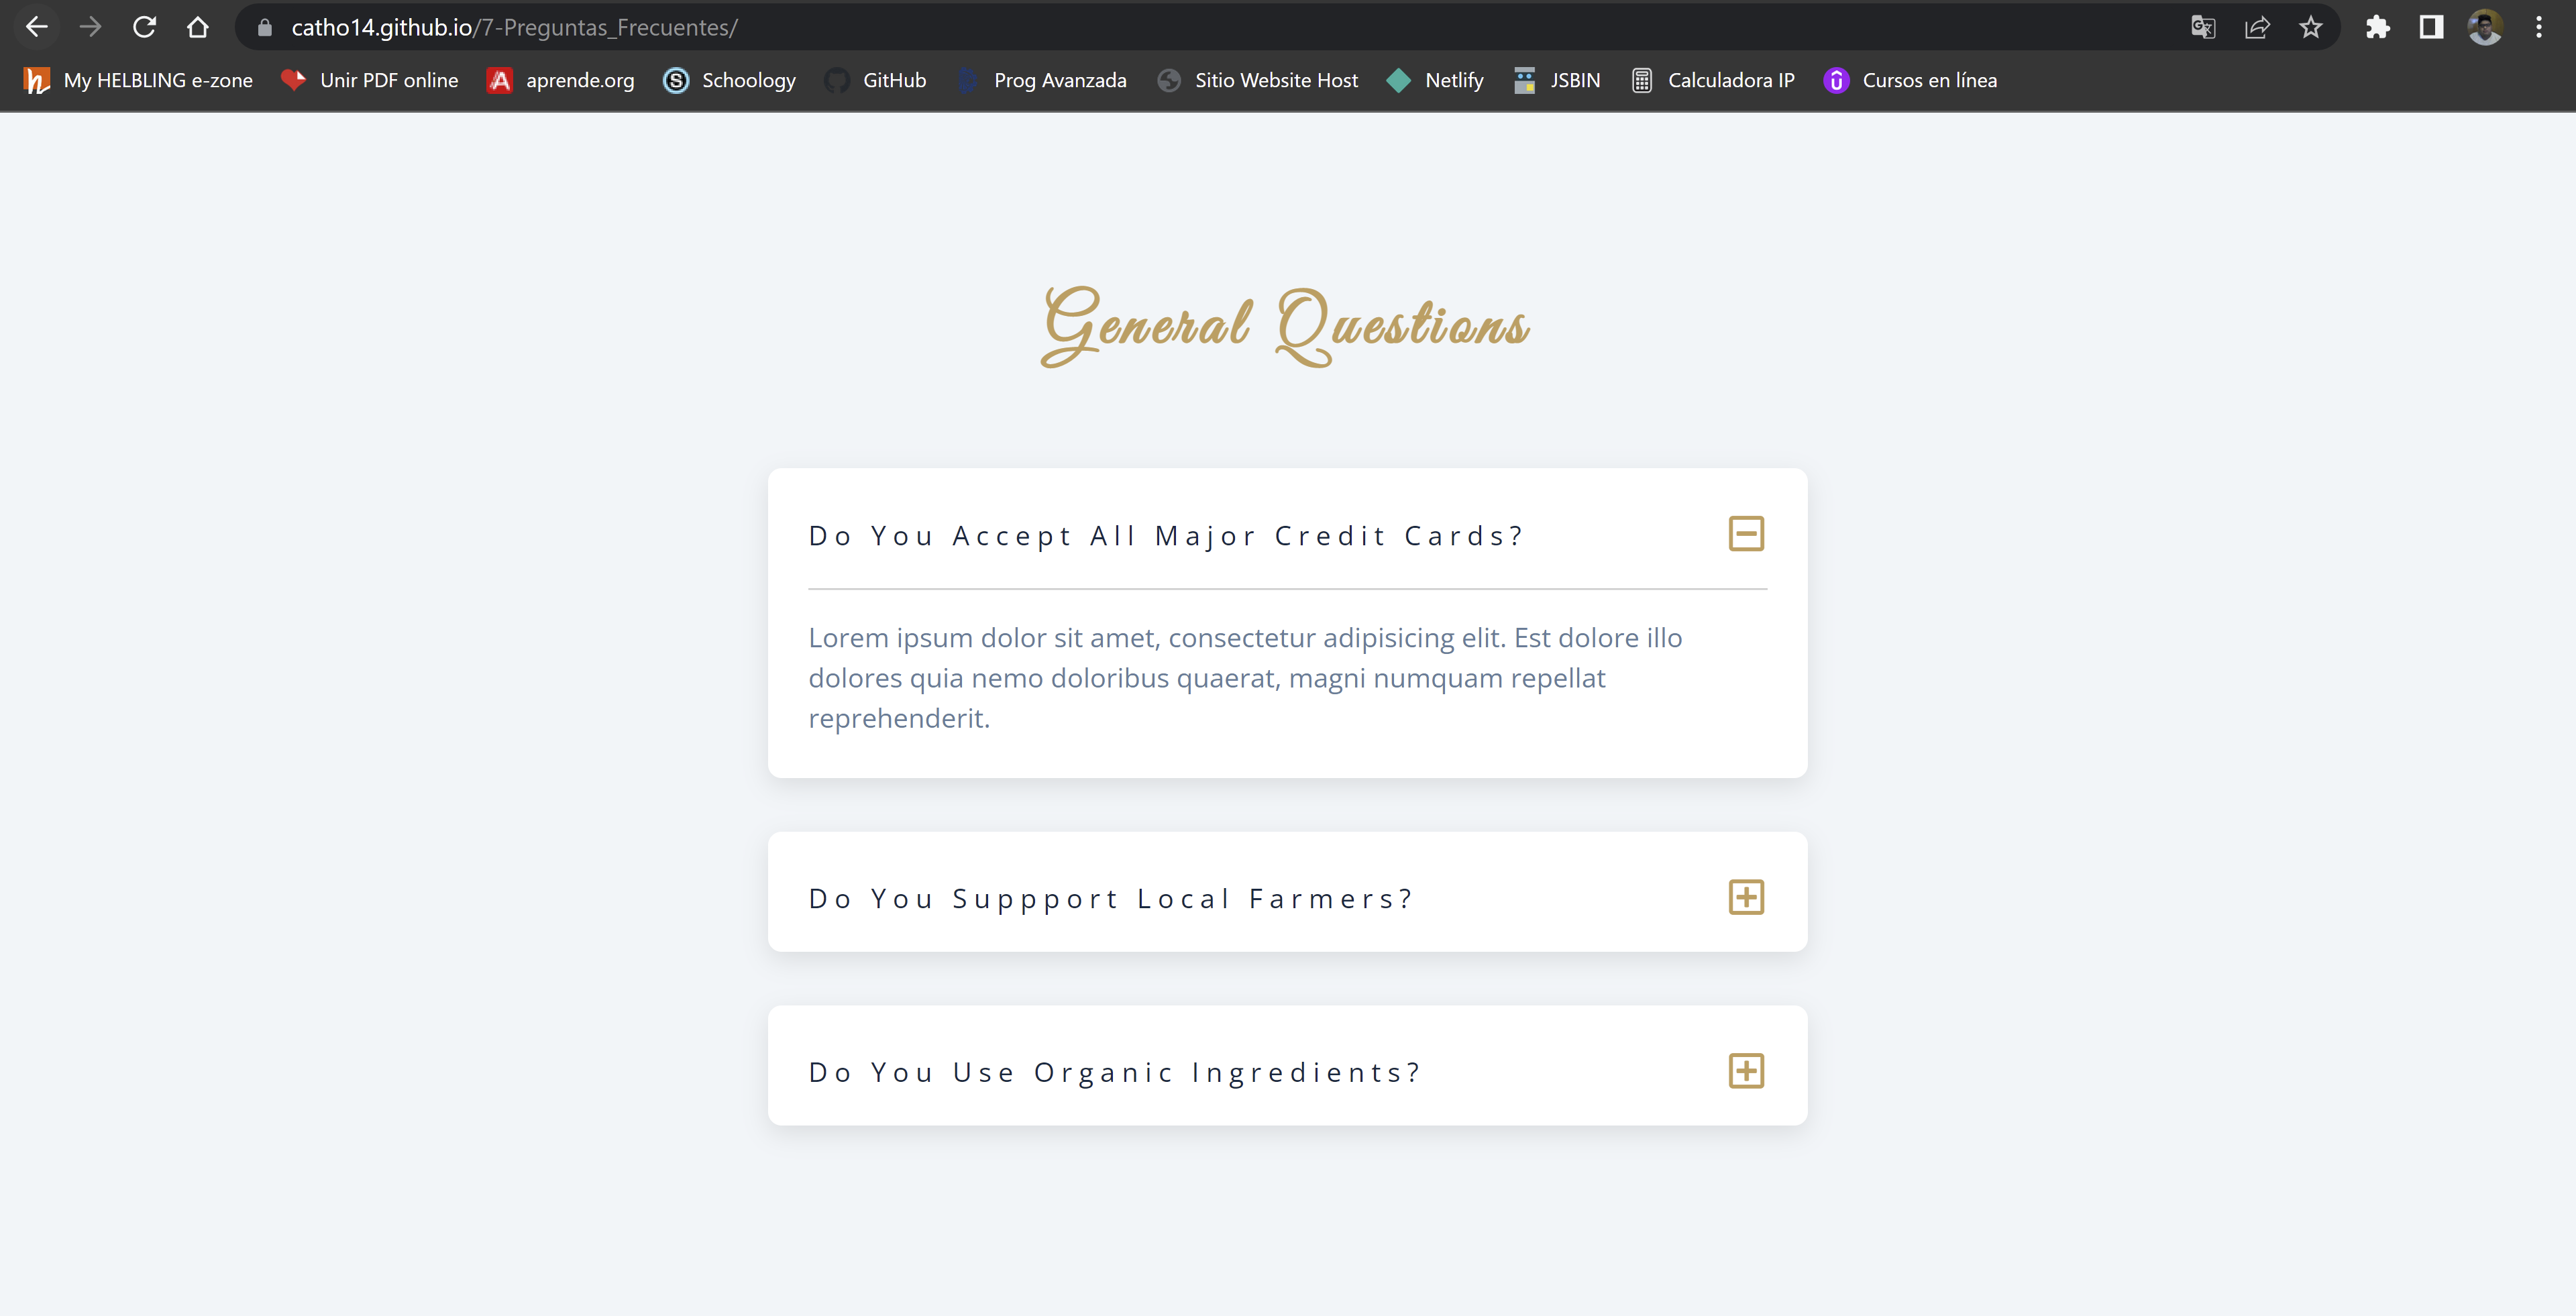 catho14.github.io/7-Preguntas_Frecuentes/
My HELBLING e-zone Unir PDF online aprende.org Schoology GitHub Prog Avanzada Sitio Website Host Netlify JSBIN Calculadora IP Cursos en línea
General Questions
Do You Accept All Major Credit Cards?
Lorem ipsum dolor sit amet, consectetur adipisicing elit. Est dolore illo
dolores quia nemo doloribus quaerat, magni numquam repellat
reprehenderit.
Do You Suppport Local Farmers?
Do You Use Organic Ingredients?